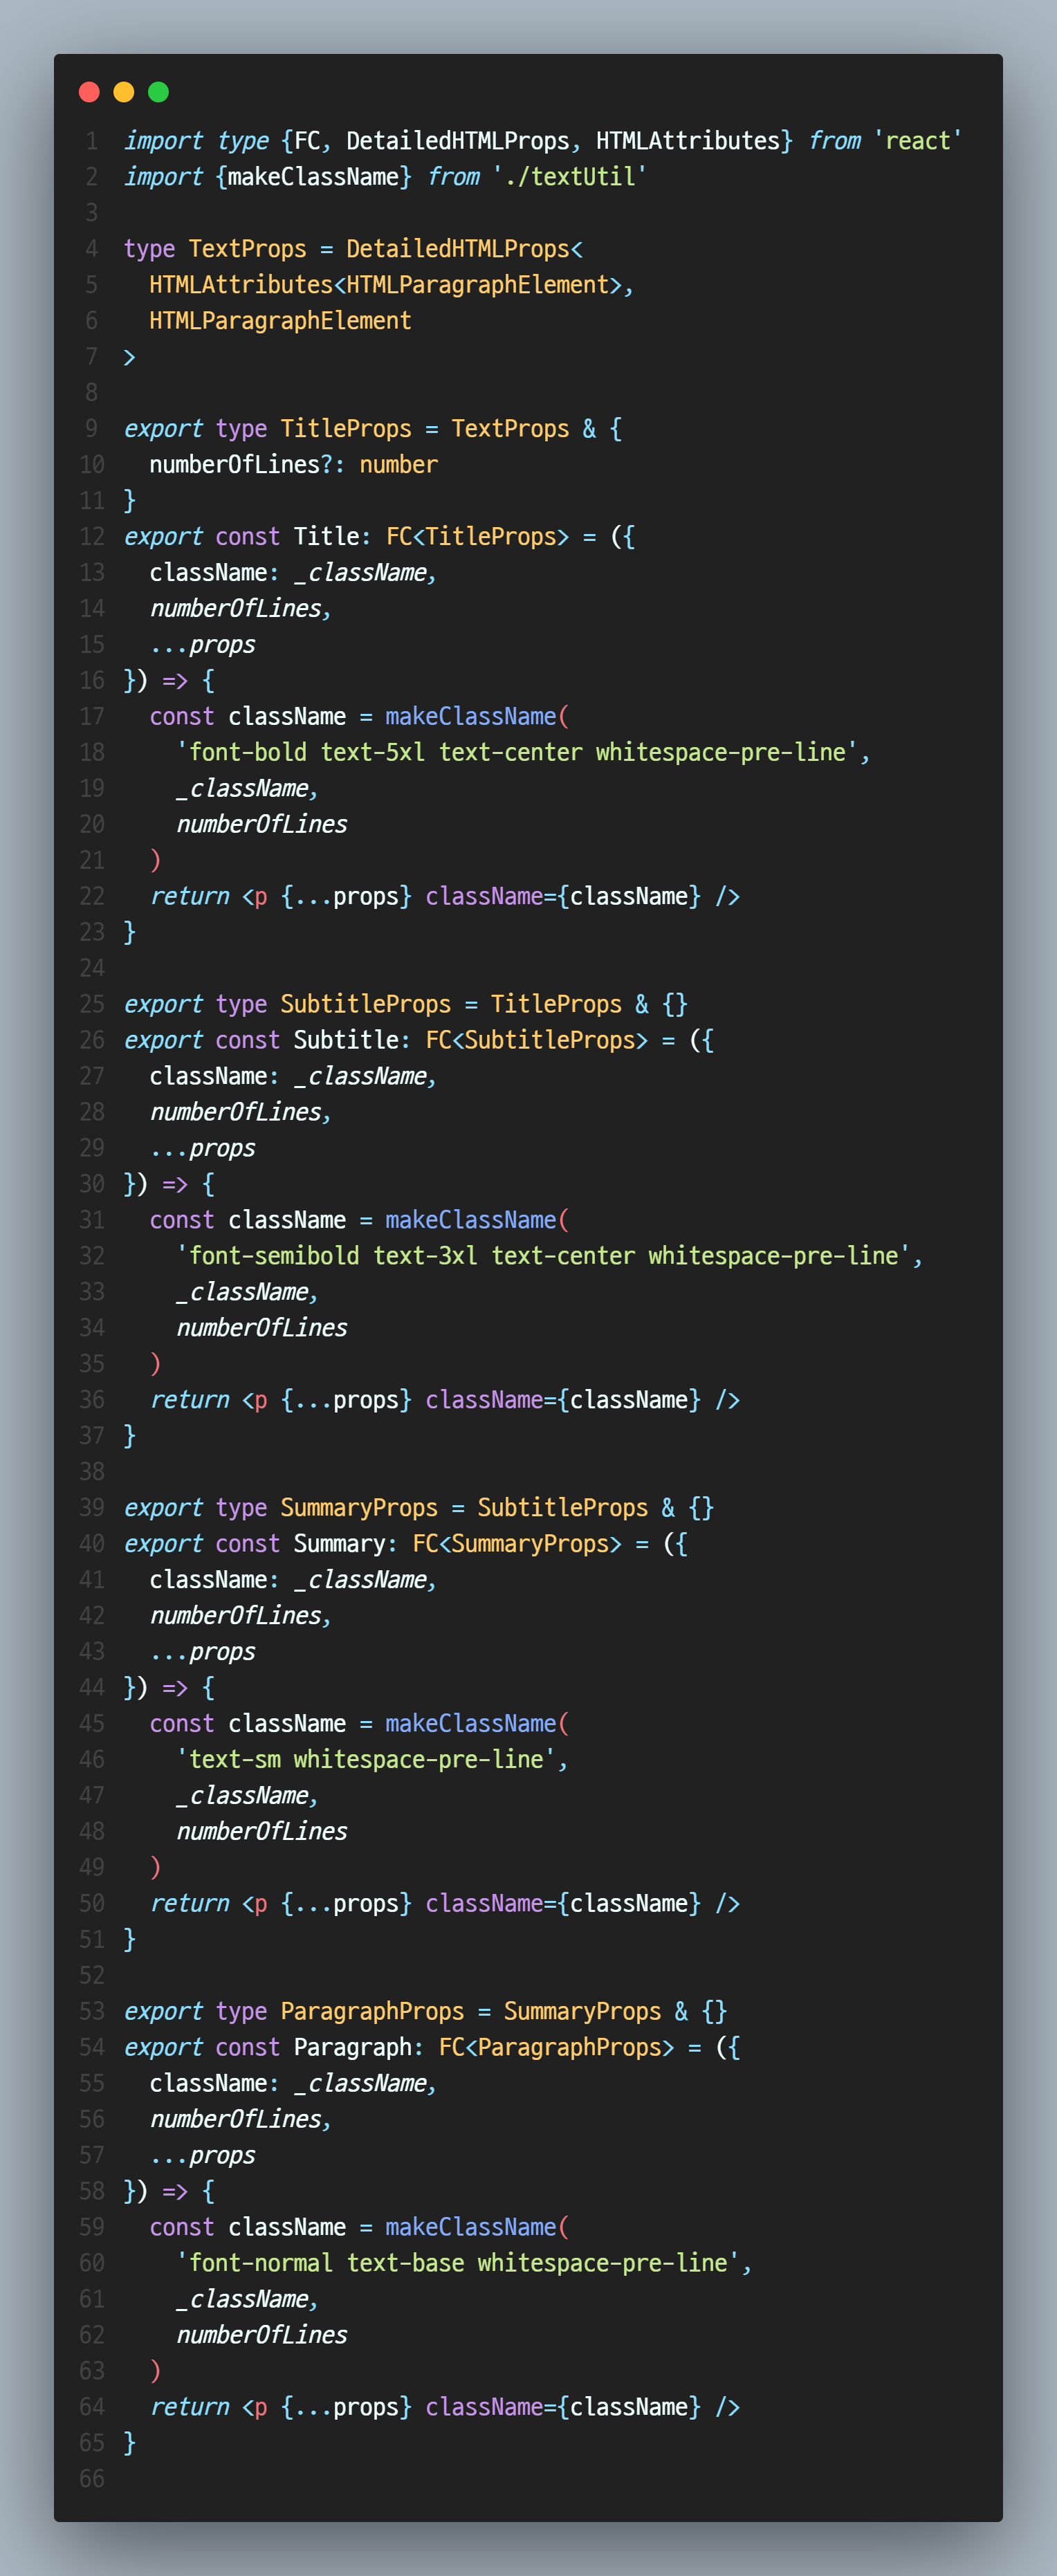 1 import type {FC, DetailedHTMLProps, HTMLAttributes} from 'react'
2 import {makeClassName} from './textUtil'
3
4 type TextProps = DetailedHTMLProps<
5   HTMLAttributes<HTMLParagraphElement>,
6   HTMLParagraphElement
7 >
8
9 export type TitleProps = TextProps & {
10   numberOfLines?: number
11 }
12 export const Title: FC<TitleProps> = ({
13   className: _className,
14   numberOfLines,
15   ...props
16 }) => {
17   const className = makeClassName(
18     'font-bold text-5xl text-center whitespace-pre-line',
19     _className,
20     numberOfLines
21   )
22   return <p {...props} className={className} />
23 }
24
25 export type SubtitleProps = TitleProps & {}
26 export const Subtitle: FC<SubtitleProps> = ({
27   className: _className,
28   numberOfLines,
29   ...props
30 }) => {
31   const className = makeClassName(
32     'font-semibold text-3xl text-center whitespace-pre-line',
33     _className,
34     numberOfLines
35   )
36   return <p {...props} className={className} />
37 }
38
39 export type SummaryProps = SubtitleProps & {}
40 export const Summary: FC<SummaryProps> = ({
41   className: _className,
42   numberOfLines,
43   ...props
44 }) => {
45   const className = makeClassName(
46     'text-sm whitespace-pre-line',
47     _className,
48     numberOfLines
49   )
50   return <p {...props} className={className} />
51 }
52
53 export type ParagraphProps = SummaryProps & {}
54 export const Paragraph: FC<ParagraphProps> = ({
55   className: _className,
56   numberOfLines,
57   ...props
58 }) => {
59   const className = makeClassName(
60     'font-normal text-base whitespace-pre-line',
61     _className,
62     numberOfLines
63   )
64   return <p {...props} className={className} />
65 }
66